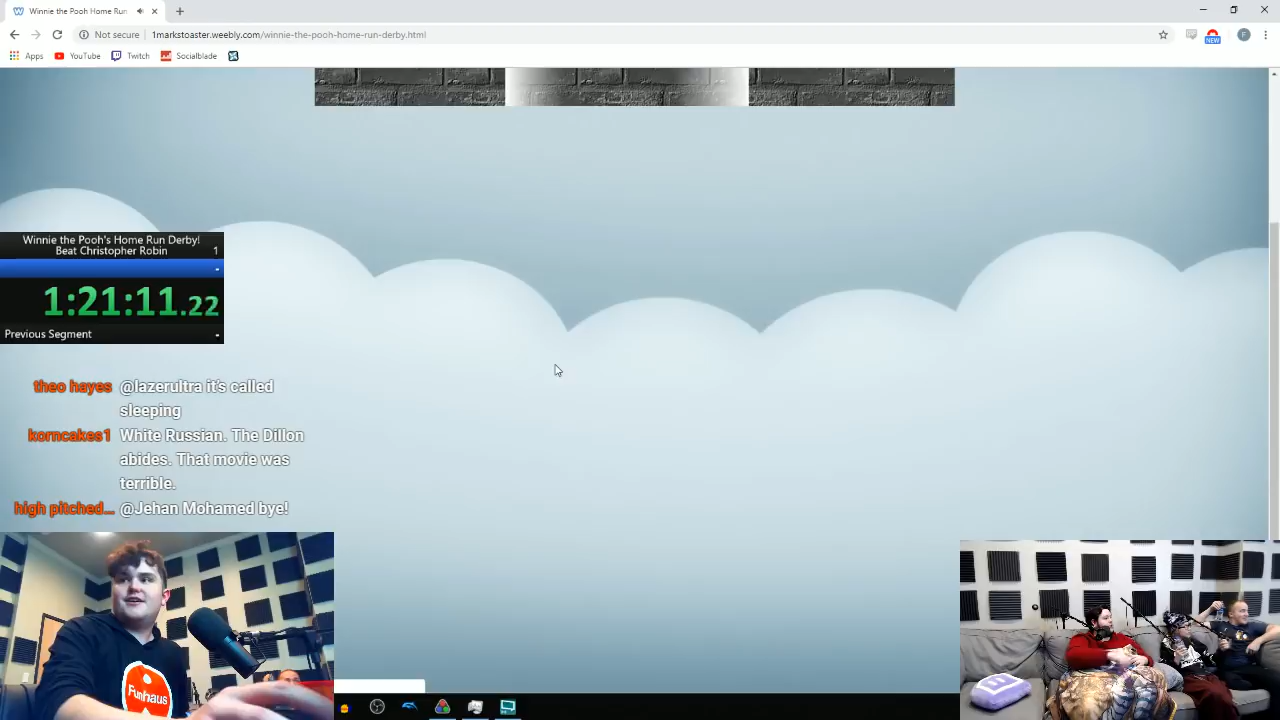 Winnie the Pooh Home Run
Not secure | 1markstoaster.weebly.com/winnie-the-pooh-home-run-derby.html
NEW
F
Apps YouTube Twitch Socialblade
Winnie the Pooh's Home Run Derby!
Beat Christopher Robin 1
-
1:21:11.22
Previous Segment -
theo hayes @lazerultra it's called
sleeping
korncakes1 White Russian. The Dillon
abides. That movie was
terrible.
high pitched... @Jehan Mohamed bye!
Funhaus